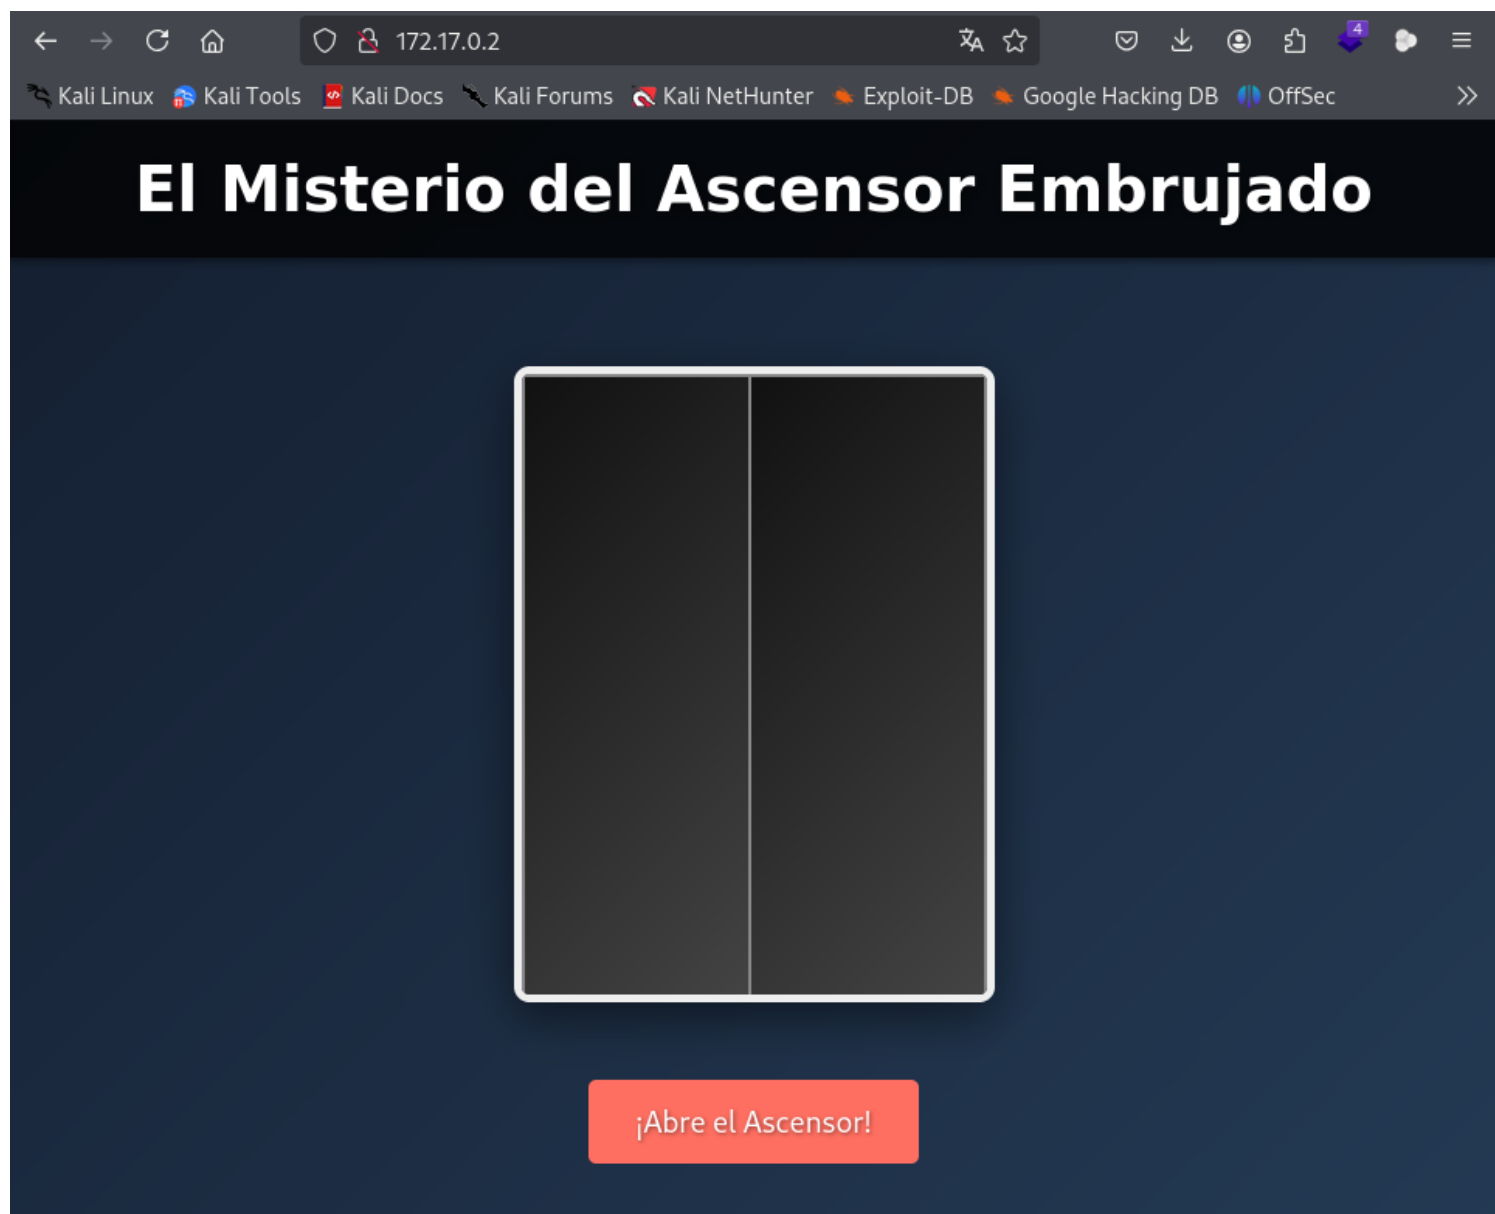 172.17.0.2
4
Kali Linux Kali Tools Kali Docs Kali Forums Kali NetHunter Exploit-DB Google Hacking DB OffSec
El Misterio del Ascensor Embrujado
¡Abre el Ascensor!